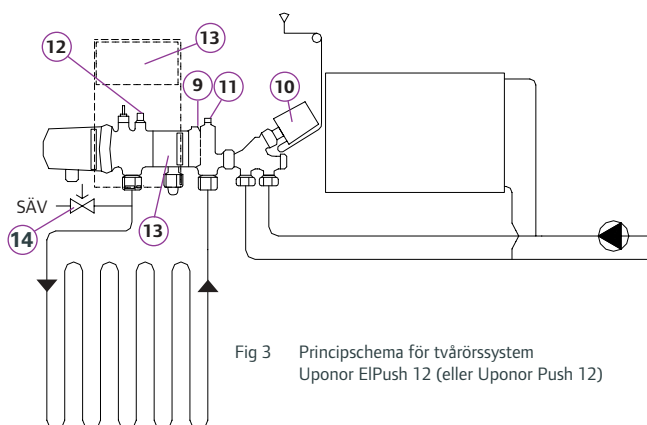 13
12
9
11
10
SÄV
14
13
Fig 3 Principschema för tvårörssystem
Uponor ElPush 12 (eller Uponor Push 12)